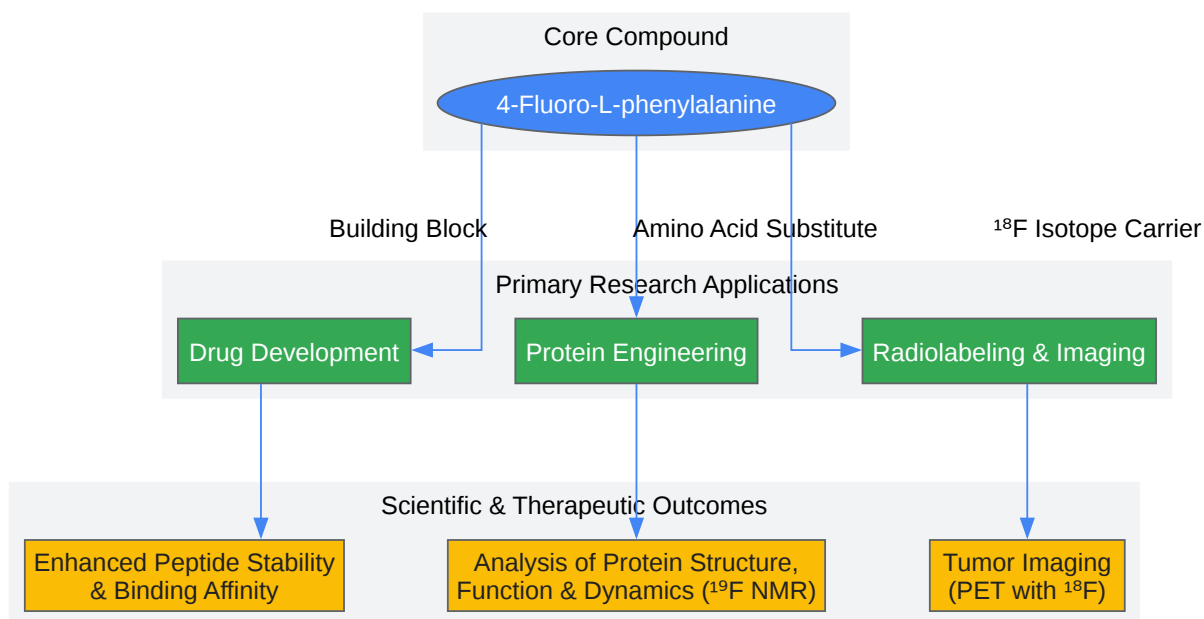 Core Compound
4-Fluoro-L-phenylalanine
Building Block
Amino Acid Substitute
¹⁸F Isotope Carrier
Primary Research Applications
Drug Development
Protein Engineering
Radiolabeling & Imaging
Scientific & Therapeutic Outcomes
Enhanced Peptide Stability
& Binding Affinity
Analysis of Protein Structure,
Function & Dynamics (¹⁹F NMR)
Tumor Imaging
(PET with ¹⁸F)